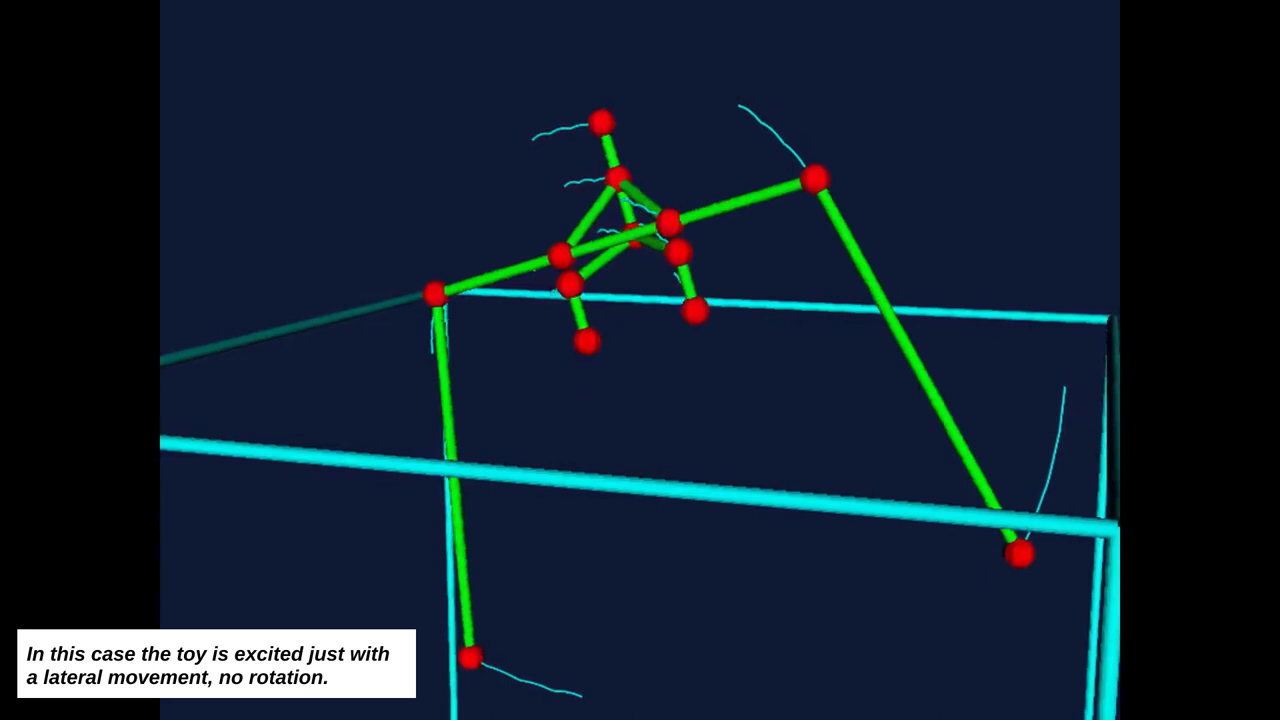 In this case the toy is excited just with
a lateral movement, no rotation.